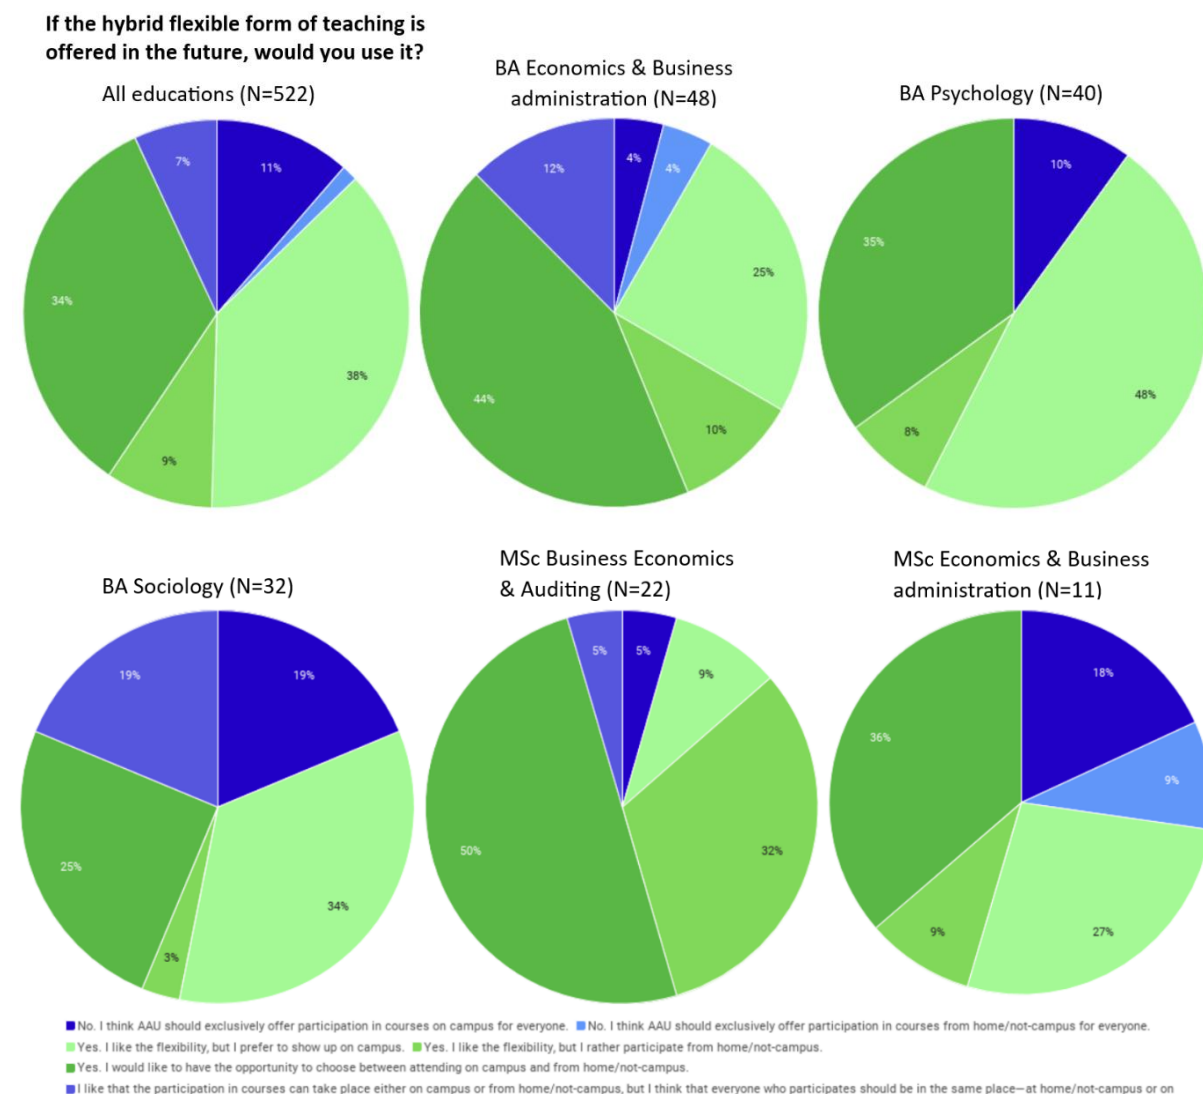 If the hybrid flexible form of teaching is
offered in the future, would you use it?
All educations (N=522)
BA Economics & Business
administration (N=48)
BA Psychology (N=40)
7%
11%
34%
38%
9%
12%
4%
4%
25%
44%
10%
10%
35%
48%
8%
BA Sociology (N=32)
MSc Business Economics
& Auditing (N=22)
MSc Economics & Business
administration (N=11)
19%
19%
25%
34%
3%
5%
5%
9%
50%
32%
18%
9%
36%
9%
27%
No. I think AAU should exclusively offer participation in courses on campus for everyone. No. I think AAU should exclusively offer participation in courses from home/not-campus for everyone.
Yes. I like the flexibility, but I prefer to show up on campus. Yes. I like the flexibility, but I rather participate from home/not-campus.
Yes. I would like to have the opportunity to choose between attending on campus and from home/not-campus.
I like that the participation in courses can take place either on campus or from home/not-campus, but I think that everyone who participates should be in the same place—at home/not-campus or on